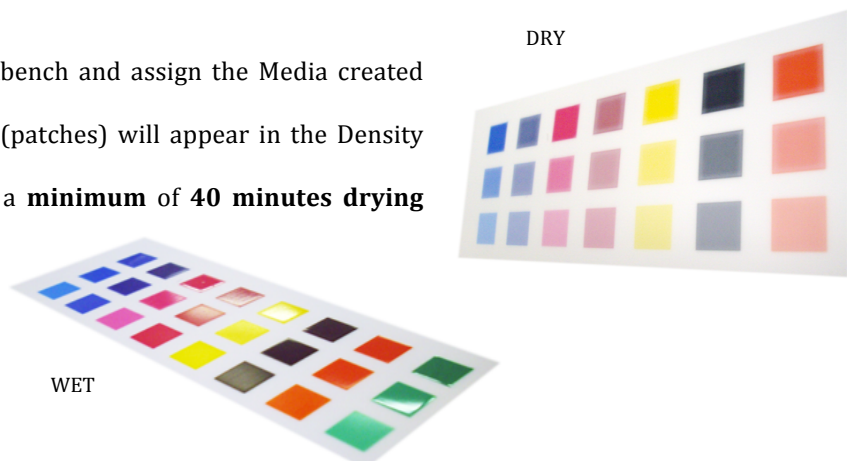 DRY
bench and assign the Media created
(patches) will appear in the Density
a minimum of 40 minutes drying
WET